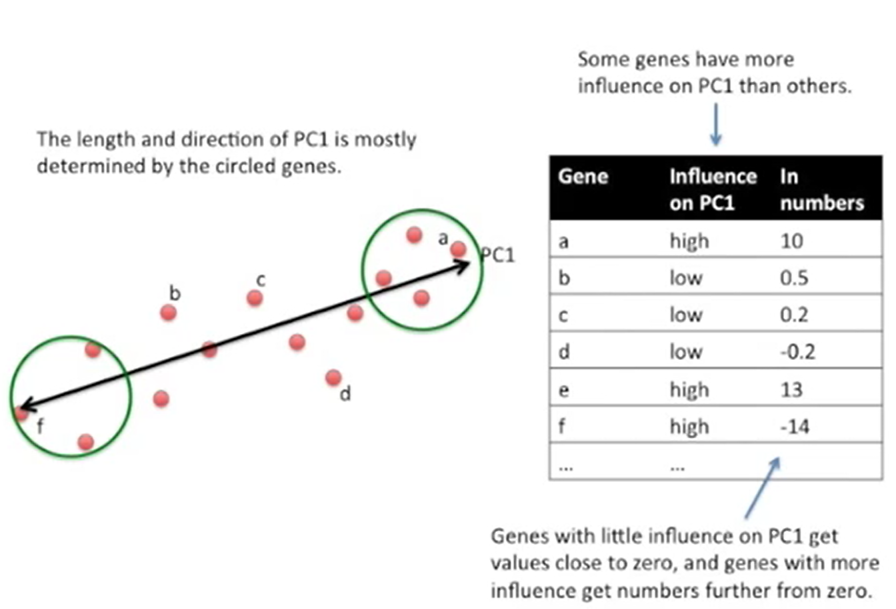 Some genes have more
influence on PC1 than others.
The length and direction of PC1 is mostly
determined by the circled genes.
a
PC1
b
c
d
f
Gene Influence on PC1 In numbers
a high 10
b low 0.5
c low 0.2
d low -0.2
e high 13
f high -14
... ...
Genes with little influence on PC1 get
values close to zero, and genes with more
influence get numbers further from zero.